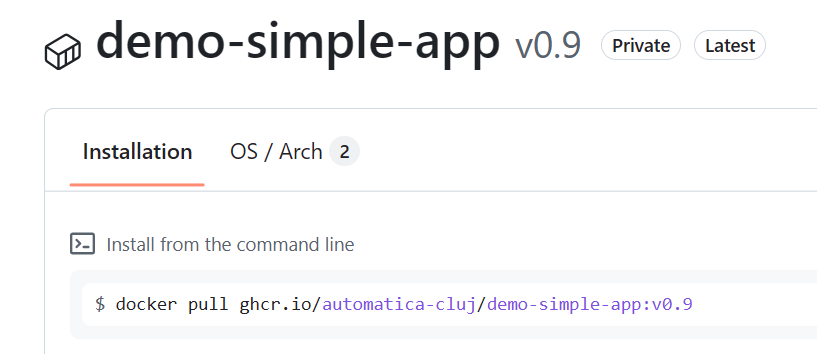 demo-simple-app v0.9 Private Latest
Installation OS / Arch 2
Install from the command line
$ docker pull ghcr.io/automatica-cluj/demo-simple-app:v0.9